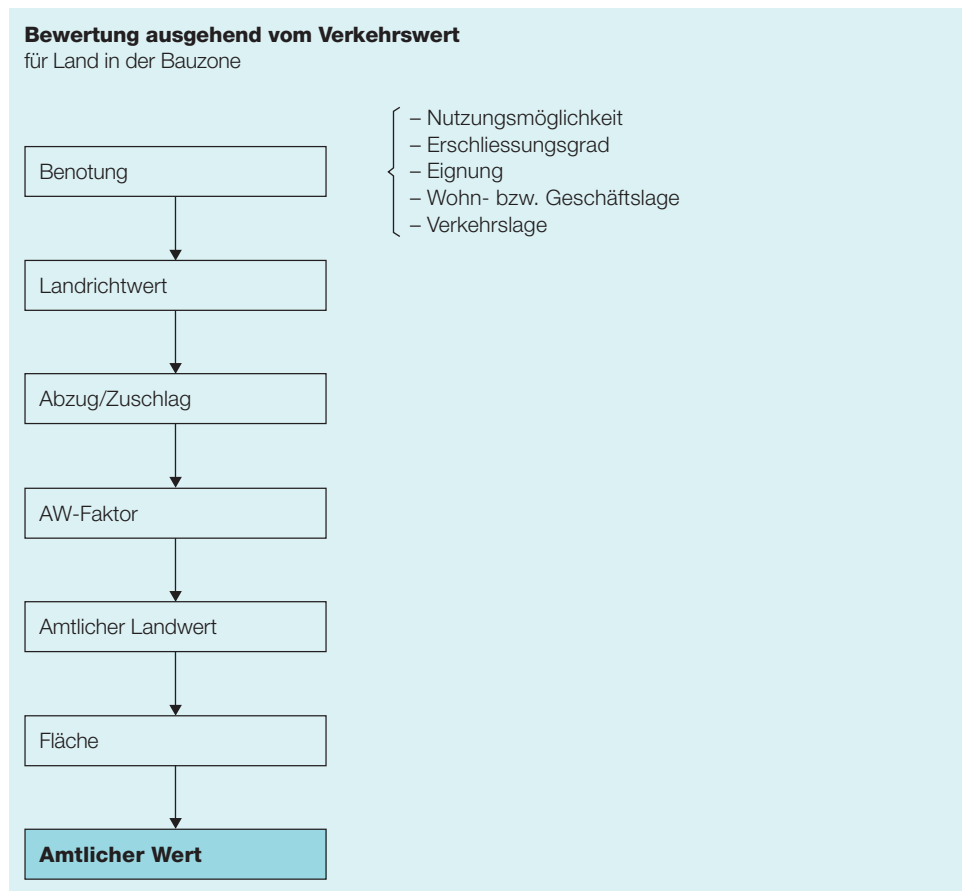 Bewertung ausgehend vom Verkehrswert
für Land in der Bauzone
Benotung
– Nutzungsmöglichkeit
– Erschliessungsgrad
– Eignung
– Wohn- bzw. Geschäftslage
– Verkehrslage
Landrichtwert
Abzug/Zuschlag
AW-Faktor
Amtlicher Landwert
Fläche
Amtlicher Wert